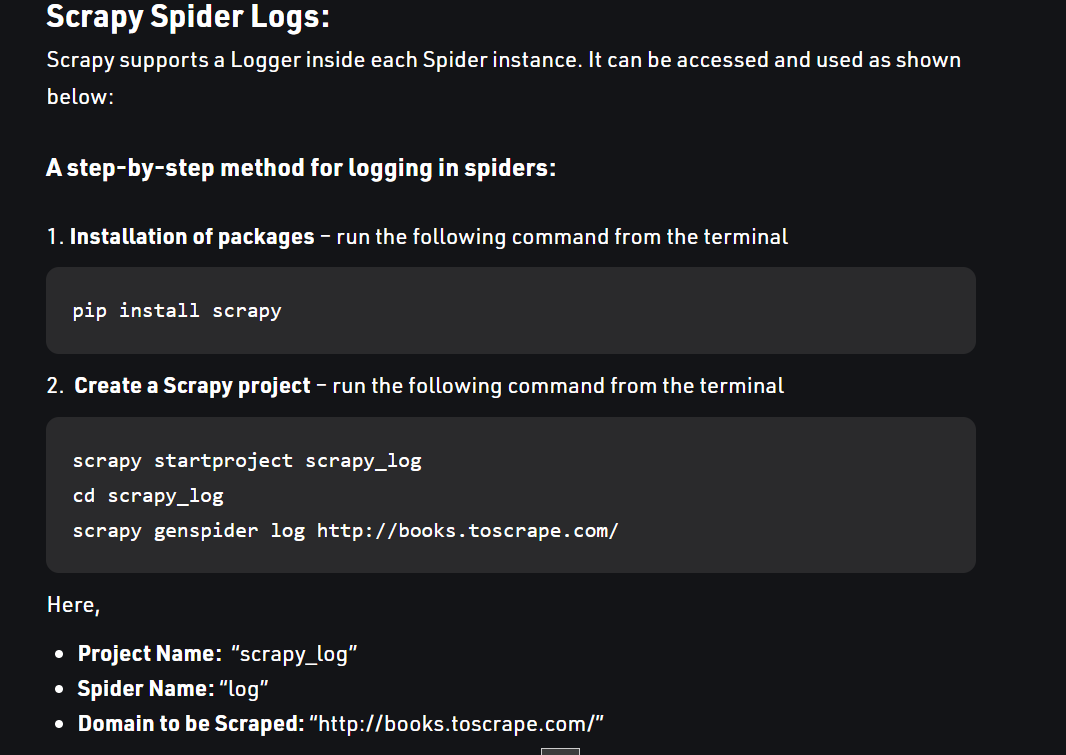 Scrapy Spider Logs:
Scrapy supports a Logger inside each Spider instance. It can be accessed and used as shown
below:
A step-by-step method for logging in spiders:
1. Installation of packages – run the following command from the terminal
pip install scrapy
2. Create a Scrapy project – run the following command from the terminal
scrapy startproject scrapy_log
cd scrapy_log
scrapy genspider log http://books.toscrape.com/
Here,
• Project Name: “scrapy_log”
• Spider Name: “log”
• Domain to be Scraped: “http://books.toscrape.com/”